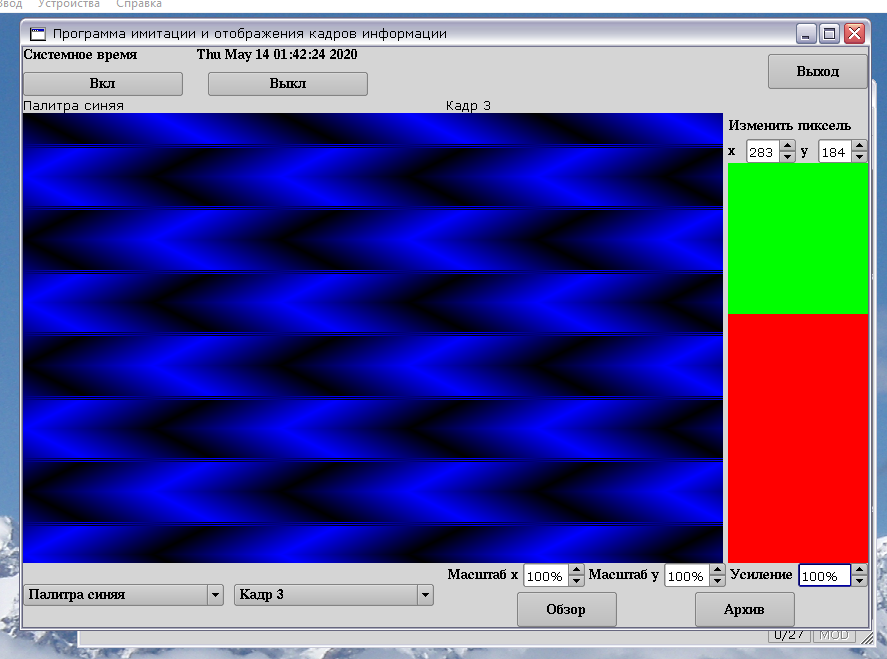 Ввод Устройства Справка
Программа имитации и отображения кадров информации
Системное время Thu May 14 01:42:24 2020
Вкл Выкл Выход
Палитра синяя Кадр 3
Изменить пиксель
x 283 y 184
Масштаб x 100% Масштаб y 100% Усиление 100%
Палитра синяя Кадр 3
Обзор Архив
0/27 MOD